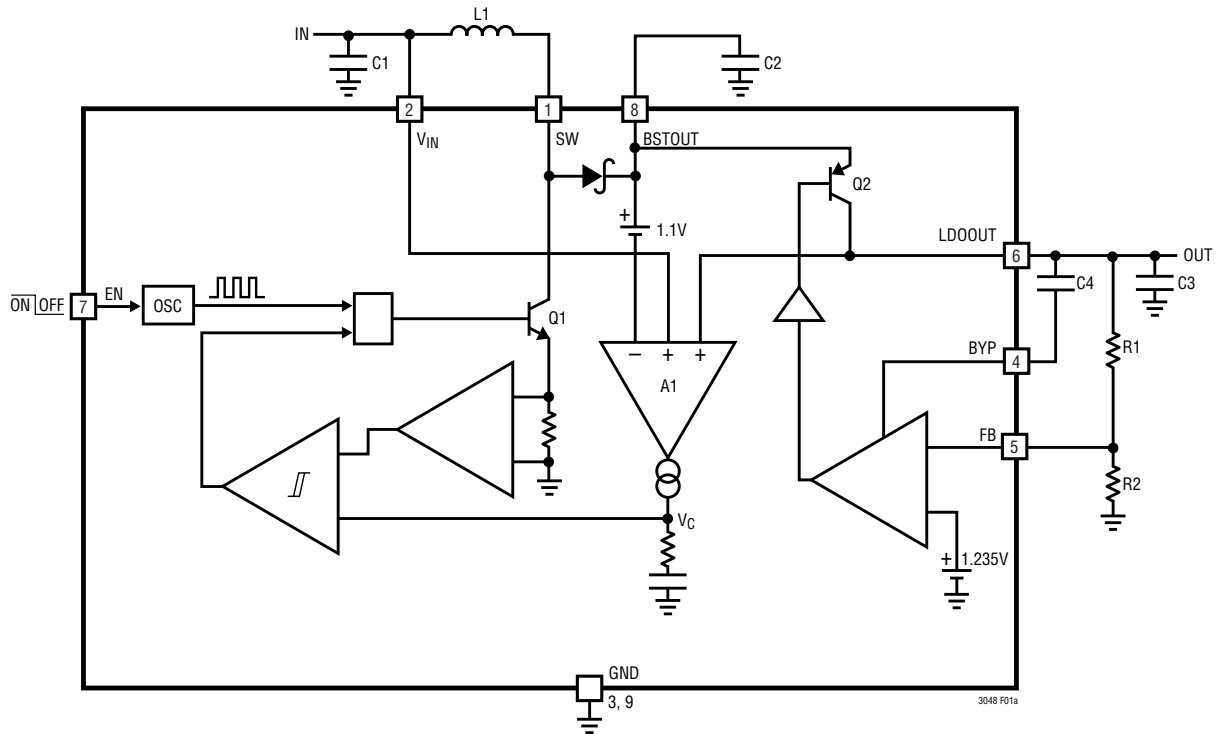 L1
IN
C1
C2
2
1
8
VIN
SW
BSTOUT
Q2
+
1.1V
LDOOUT
6
OUT
C4
C3
ON OFF
7
EN
OSC
Q1
− + +
A1
BYP
4
R1
FB
5
R2
VC
+
1.235V
GND
3, 9
3048 F01a